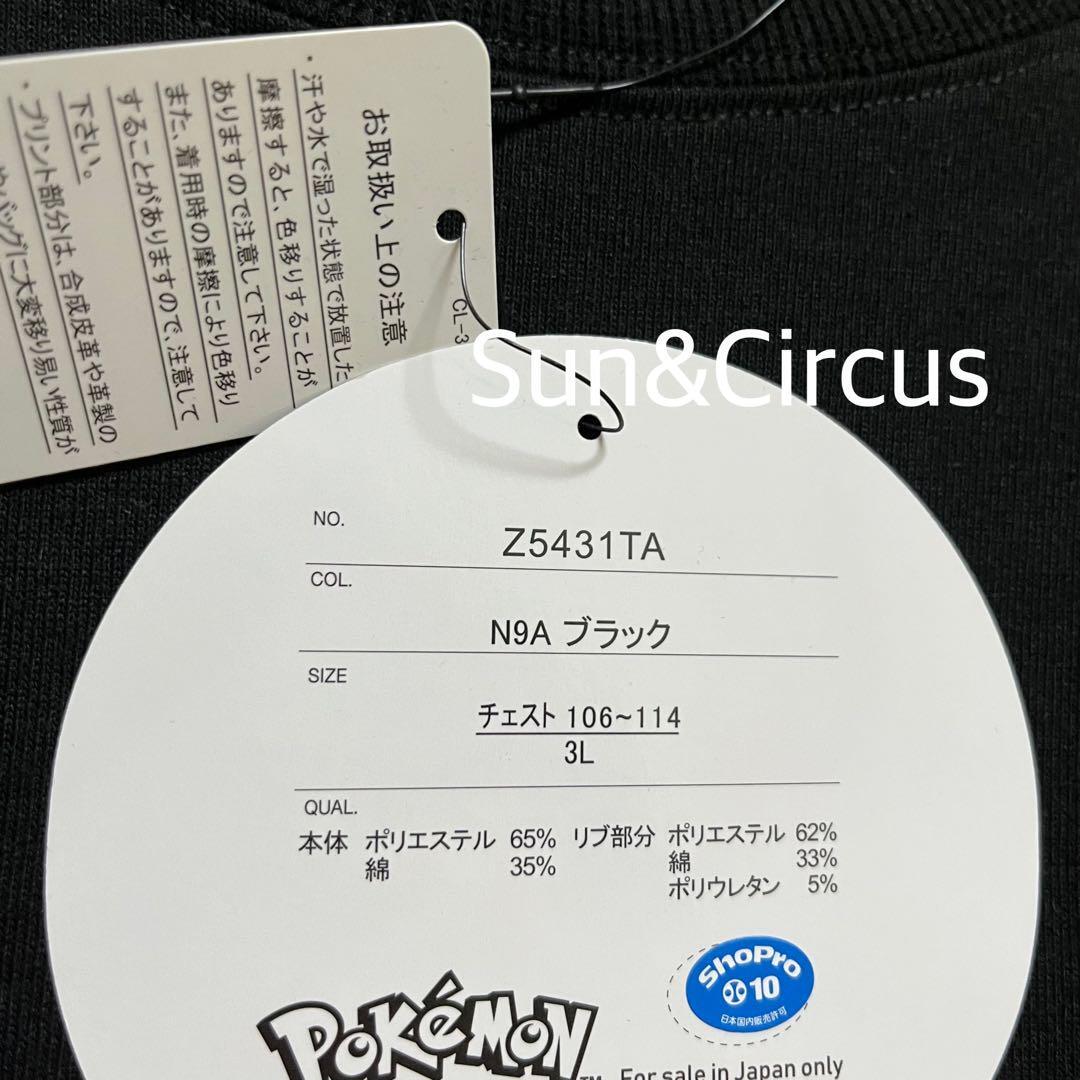 お取扱い上の注意
・汗や水で湿った状態で放置した
摩擦すると、色移りすることが
ありますので注意して下さい。
また、着用時の摩擦により色移り
することがありますので、注意して
下さい。
・プリント部分は、合成皮革や革製の
やバッグに大変移り易い性質が
CL-3
Sun&Circus
NO.
Z5431TA
COL.
N9A ブラック
SIZE
チェスト 106~114
3L
QUAL.
本体 ポリエステル 65% リブ部分 ポリエステル 62%
綿 35% 綿 33%
ポリウレタン 5%
ShoPro
10
日本国内販売許可
POKéMON
TM
For sale in Japan only